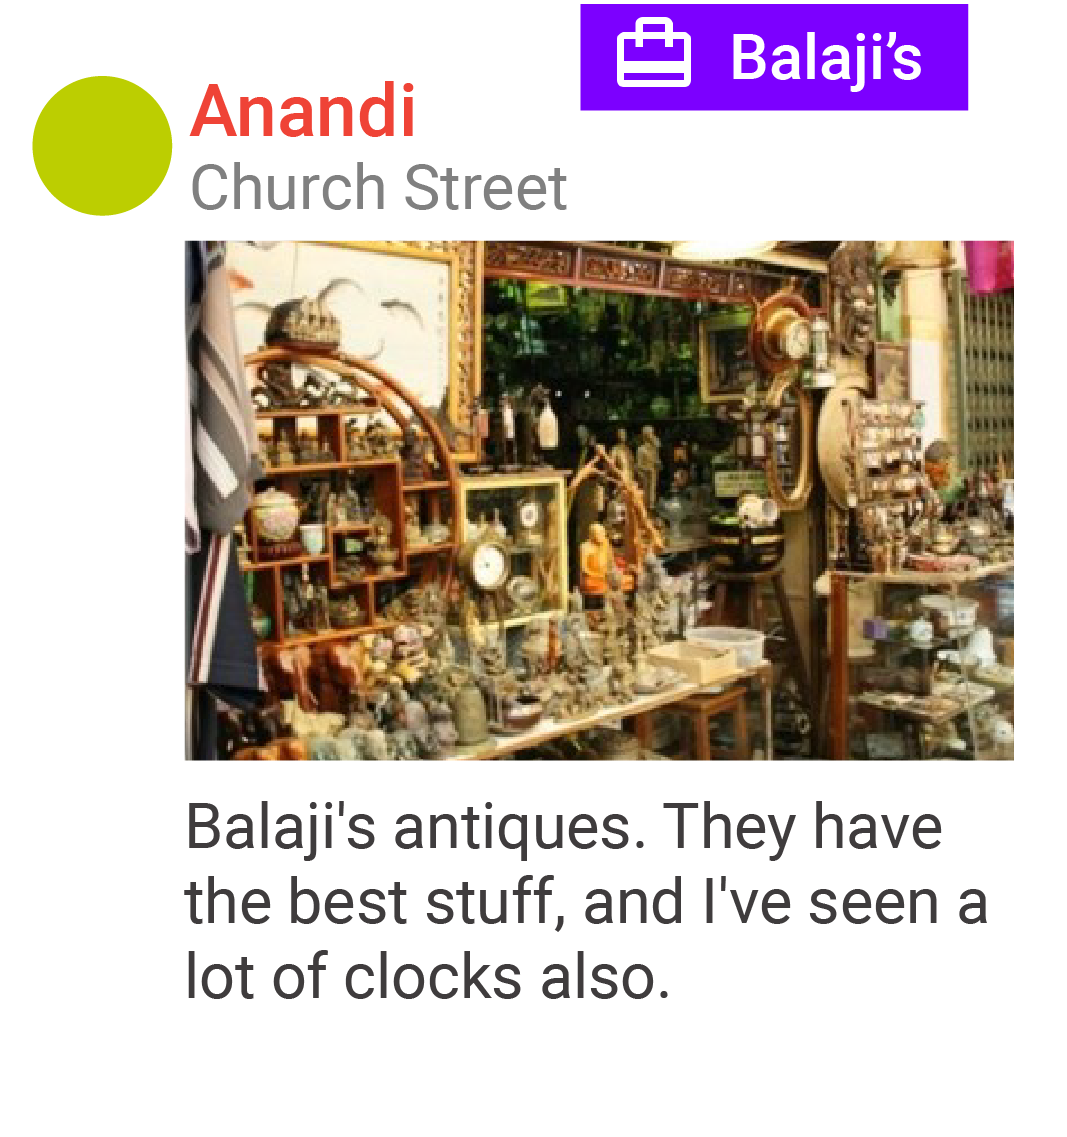 Balaji’s
Anandi
Church Street
Balaji's antiques. They have
the best stuff, and I've seen a
lot of clocks also.